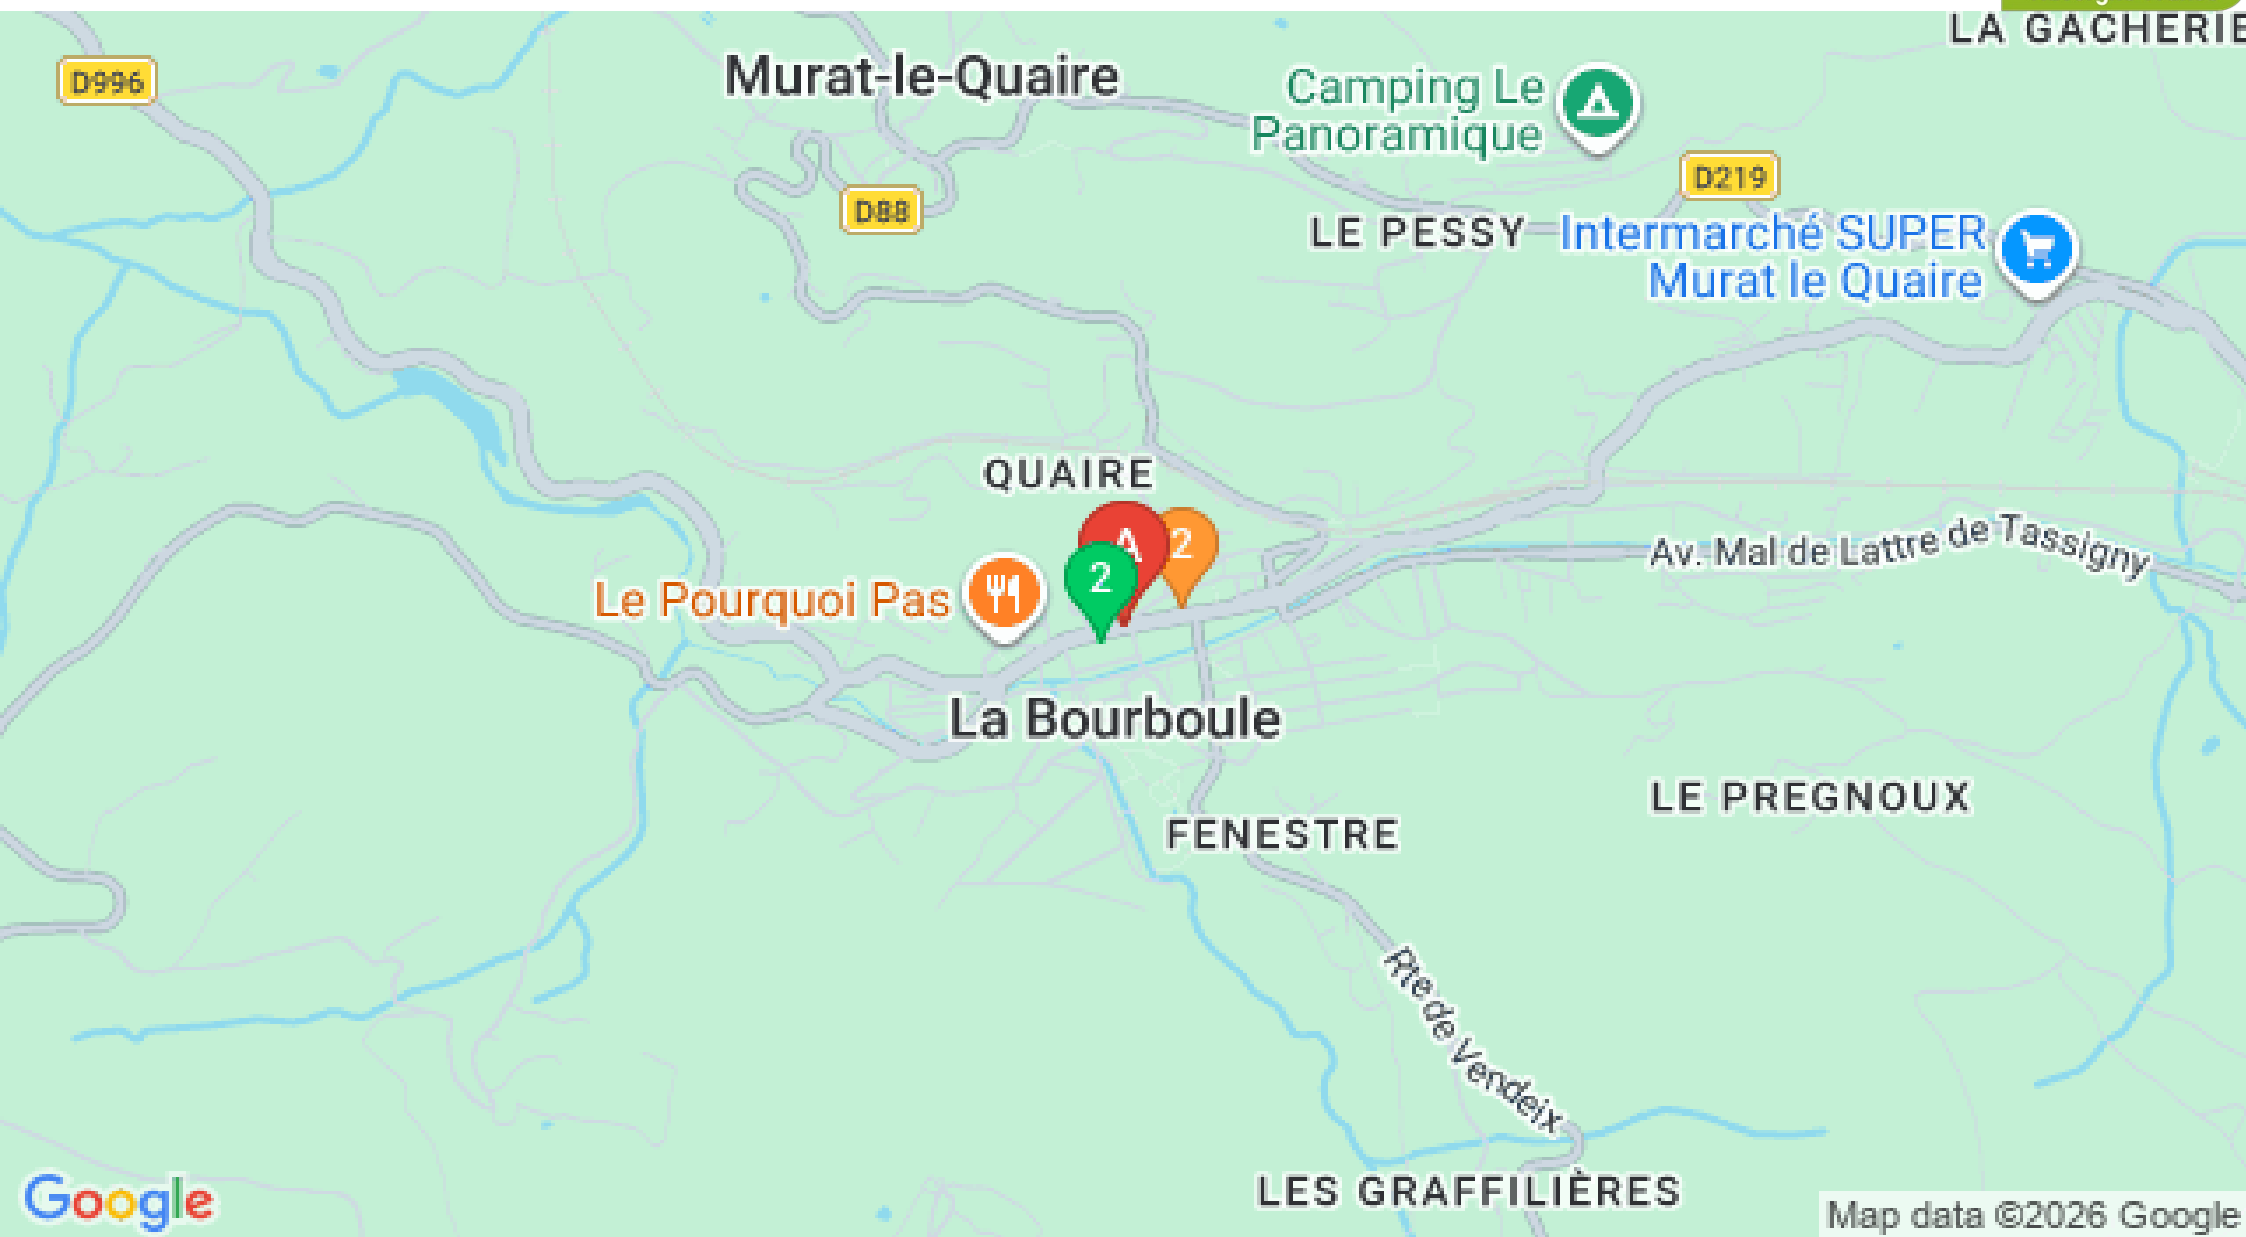 LA GACHERIE
D996
Murat-le-Quaire
Camping Le
Panoramique
D219
D88
LE PESSY
Intermarché SUPER
Murat le Quaire
QUAIRE
A
2
2
Le Pourquoi Pas
Av. Mal de Lattre de Tassigny
La Bourboule
LE PREGNOUX
FENESTRE
Rte de Vendeix
LES GRAFFILIÈRES
Google
Map data ©2026 Google